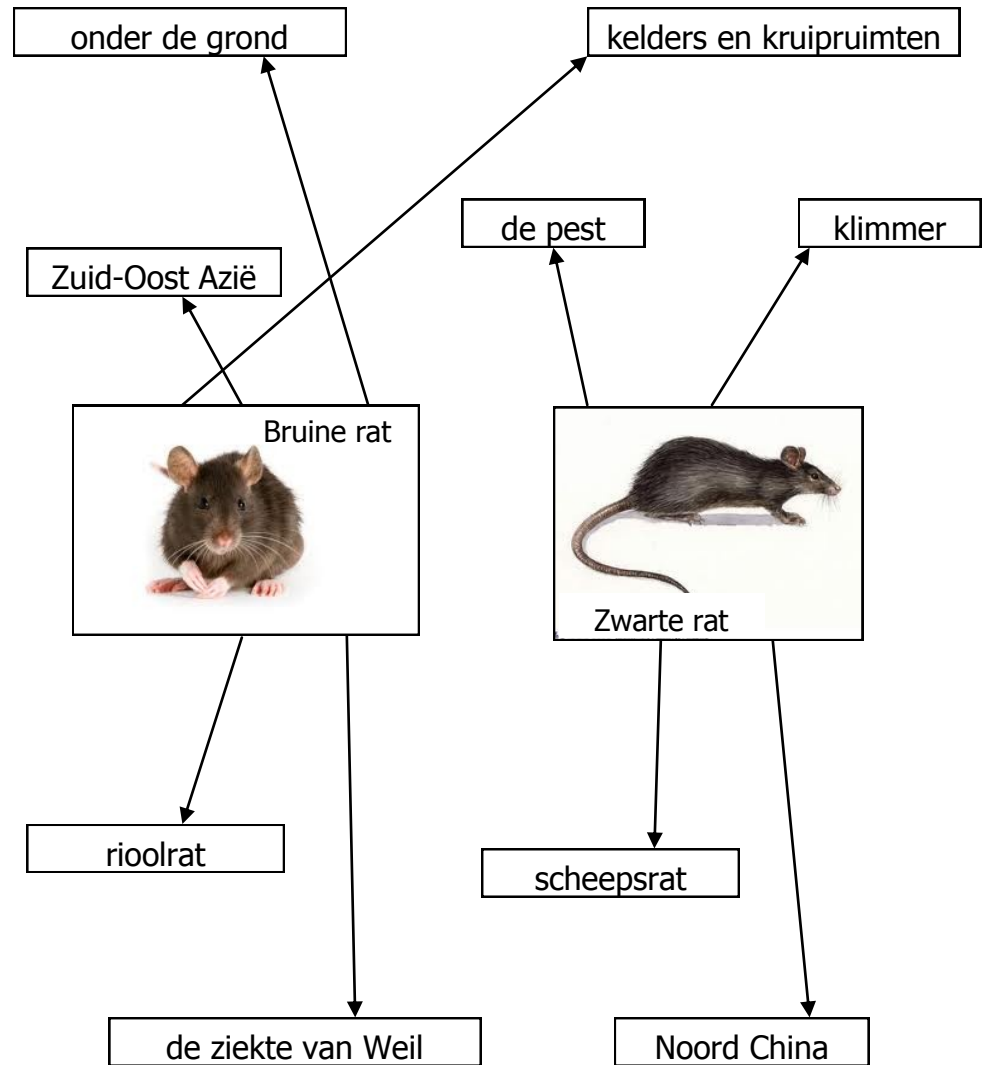 onder de grond
kelders en kruipruimten
de pest
klimmer
Zuid-Oost Azië
Bruine rat
Zwarte rat
rioolrat
scheepsrat
de ziekte van Weil
Noord China